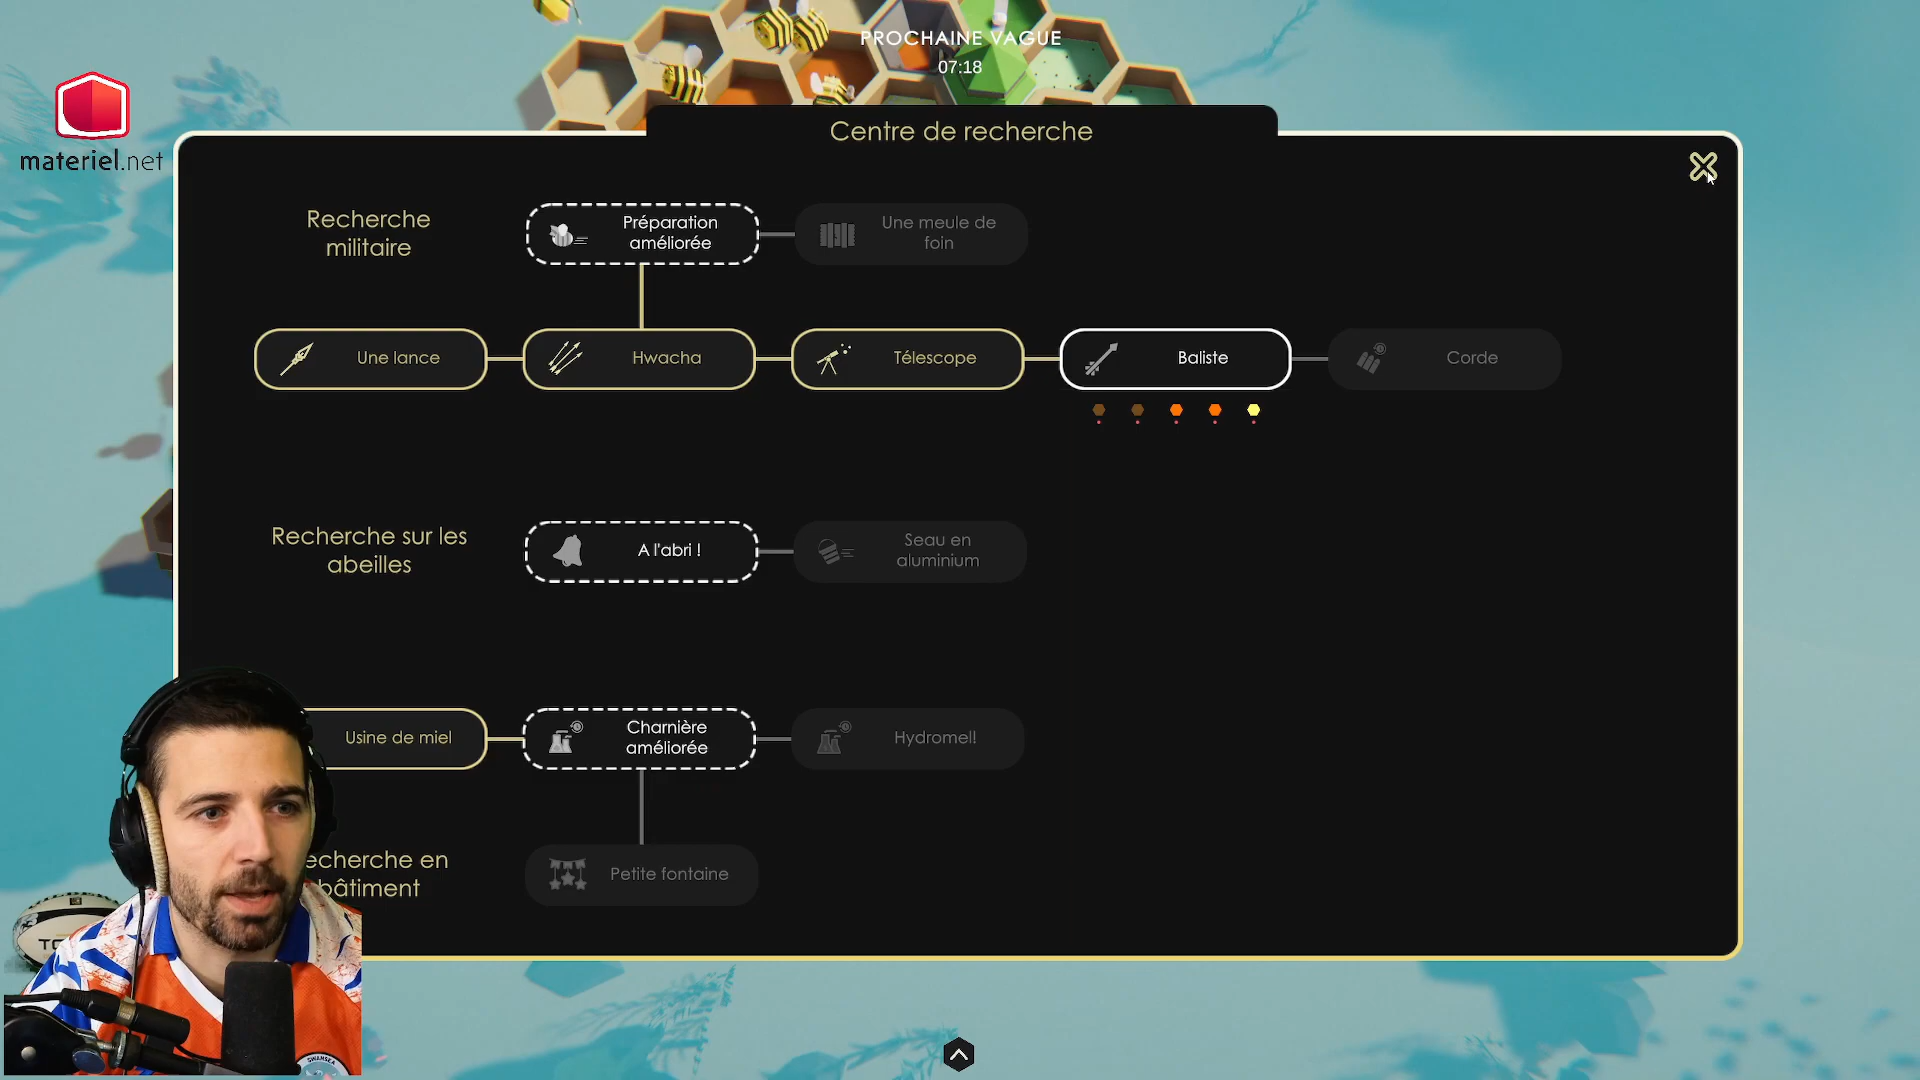 PROCHAINE VAGUE
07:18
materiel.net
Centre de recherche
Recherche
militaire
Préparation
améliorée
Une meule de
foin
Une lance
Hwacha
Télescope
Baliste
Corde
Recherche sur les
abeilles
A l'abri !
Seau en
aluminium
Usine de miel
Charnière
améliorée
Hydromel!
echerche en
bâtiment
Petite fontaine
SWANSEA